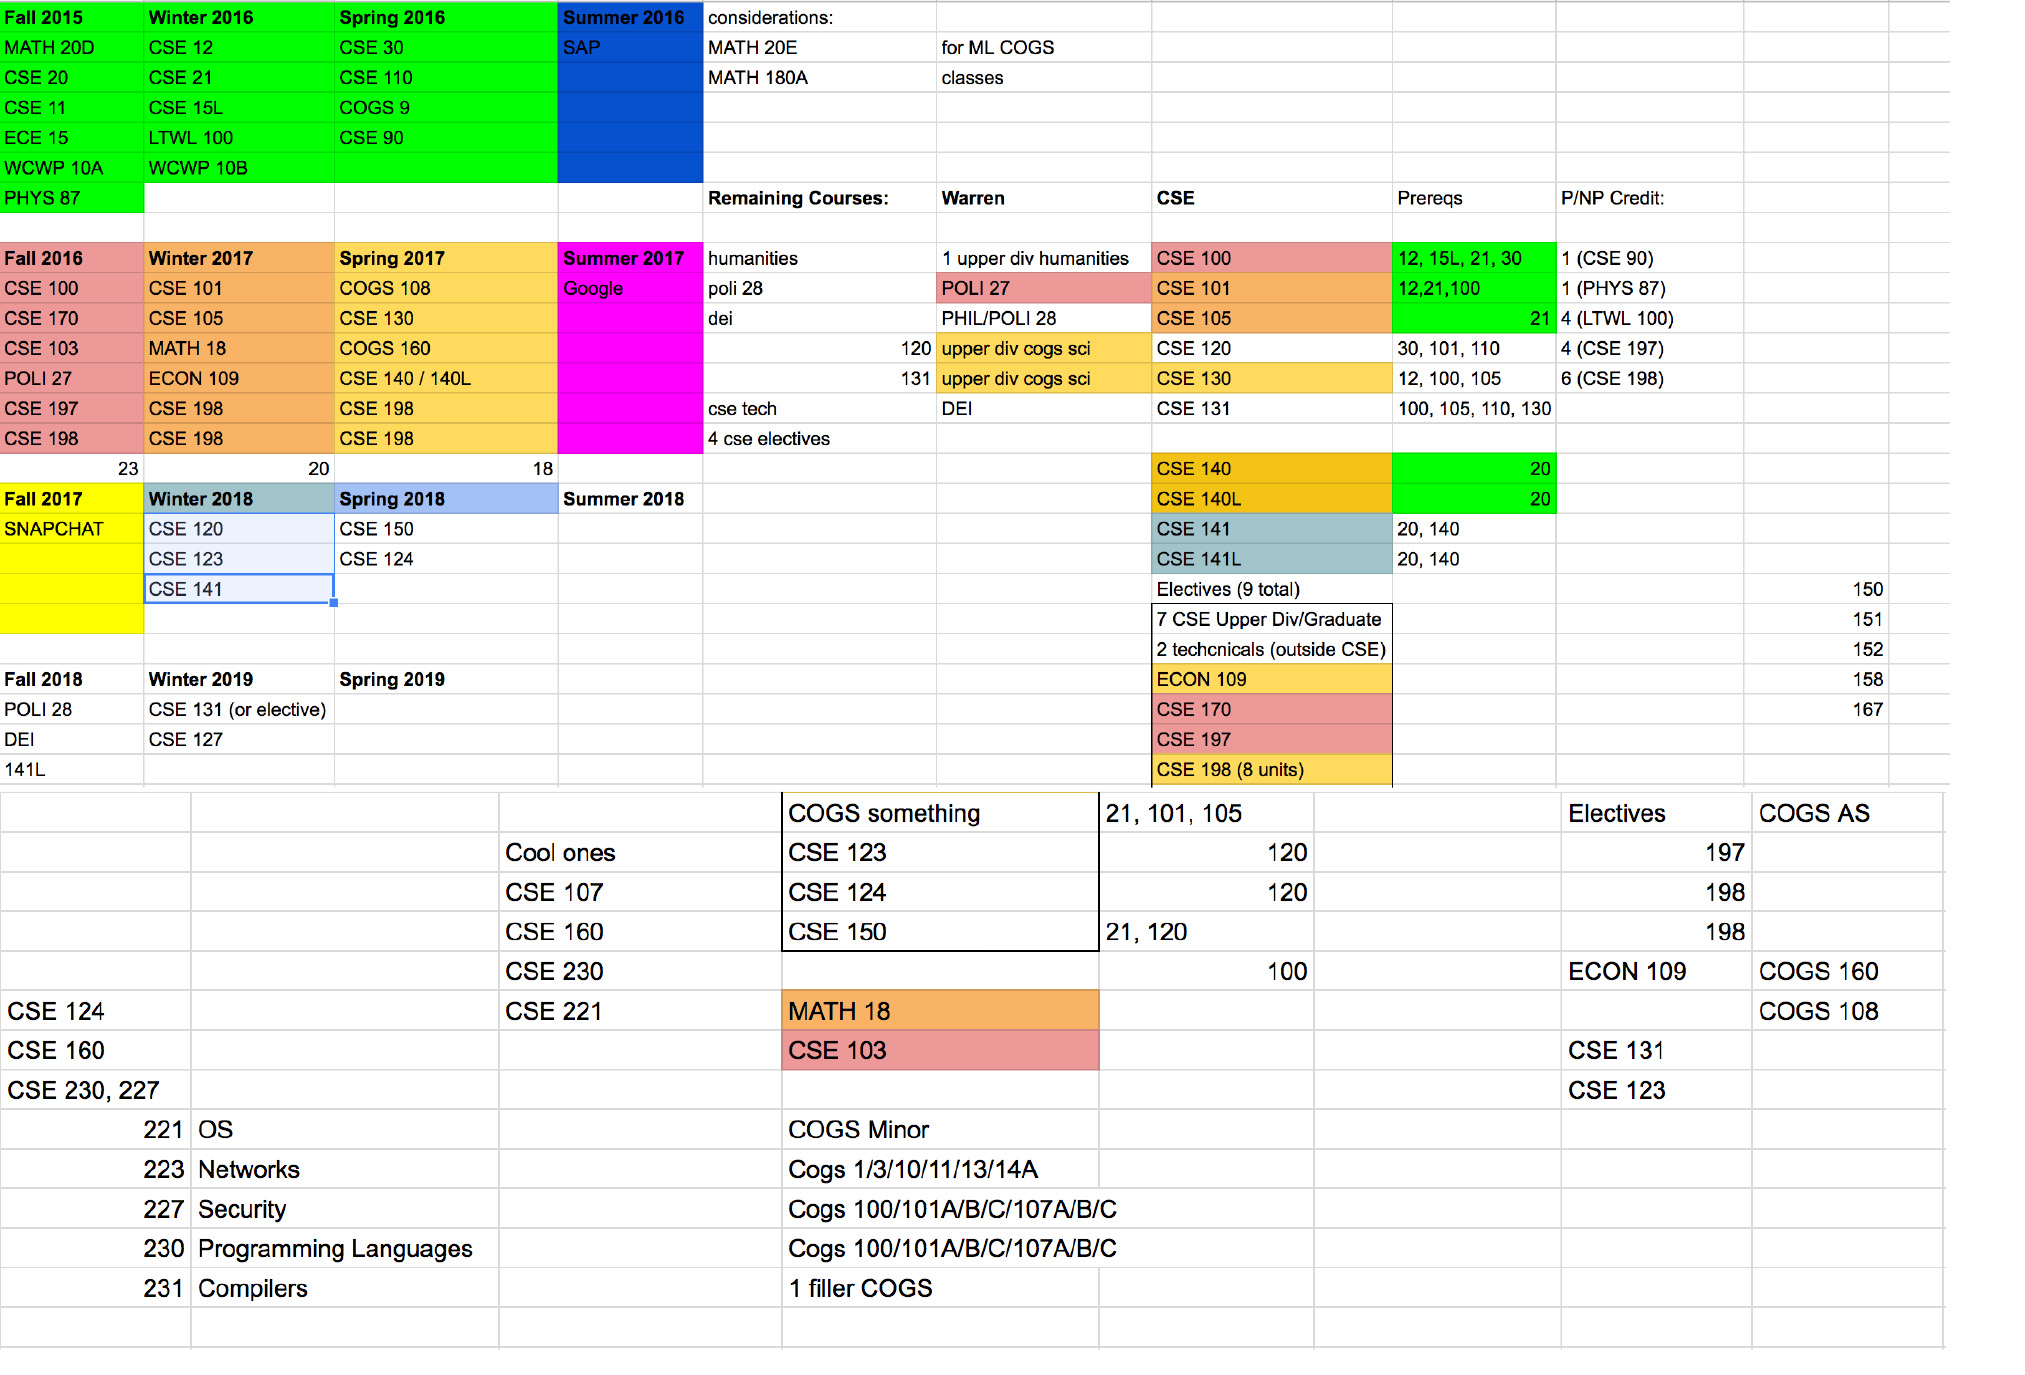 Fall 2015 Winter 2016 Spring 2016 Summer 2016 considerations:
MATH 20D CSE 12 CSE 30 SAP MATH 20E for ML COGS
CSE 20 CSE 21 CSE 110 MATH 180A classes
CSE 11 CSE 15L COGS 9
ECE 15 LTWL 100 CSE 90
WCWP 10A WCWP 10B
PHYS 87 Remaining Courses: Warren CSE Prereqs P/NP Credit:
Fall 2016 Winter 2017 Spring 2017 Summer 2017 humanities 1 upper div humanities CSE 100 12, 15L, 21, 30 1 (CSE 90)
CSE 100 CSE 101 COGS 108 Google poli 28 POLI 27 CSE 101 12,21,100 1 (PHYS 87)
CSE 170 CSE 105 CSE 130 dei PHIL/POLI 28 CSE 105 21 4 (LTWL 100)
CSE 103 MATH 18 COGS 160 120 upper div cogs sci CSE 120 30, 101, 110 4 (CSE 197)
POLI 27 ECON 109 CSE 140 / 140L 131 upper div cogs sci CSE 130 12, 100, 105 6 (CSE 198)
CSE 197 CSE 198 CSE 198 cse tech DEI CSE 131 100, 105, 110, 130
CSE 198 CSE 198 CSE 198 4 cse electives
23 20 18 CSE 140 20
Fall 2017 Winter 2018 Spring 2018 Summer 2018 CSE 140L 20
SNAPCHAT CSE 120 CSE 150 CSE 141 20, 140
CSE 123 CSE 124 CSE 141L 20, 140
CSE 141 Electives (9 total) 150
7 CSE Upper Div/Graduate 151
2 techcnicals (outside CSE) 152
Fall 2018 Winter 2019 Spring 2019 ECON 109 158
POLI 28 CSE 131 (or elective) CSE 170 167
DEI CSE 127 CSE 197
141L CSE 198 (8 units)
COGS something 21, 101, 105 Electives COGS AS
Cool ones CSE 123 120 197
CSE 107 CSE 124 120 198
CSE 160 CSE 150 21, 120 198
CSE 230 100 ECON 109 COGS 160
CSE 124 CSE 221 MATH 18 COGS 108
CSE 160 CSE 103 CSE 131
CSE 230, 227 CSE 123
221 OS COGS Minor
223 Networks Cogs 1/3/10/11/13/14A
227 Security Cogs 100/101A/B/C/107A/B/C
230 Programming Languages Cogs 100/101A/B/C/107A/B/C
231 Compilers 1 filler COGS